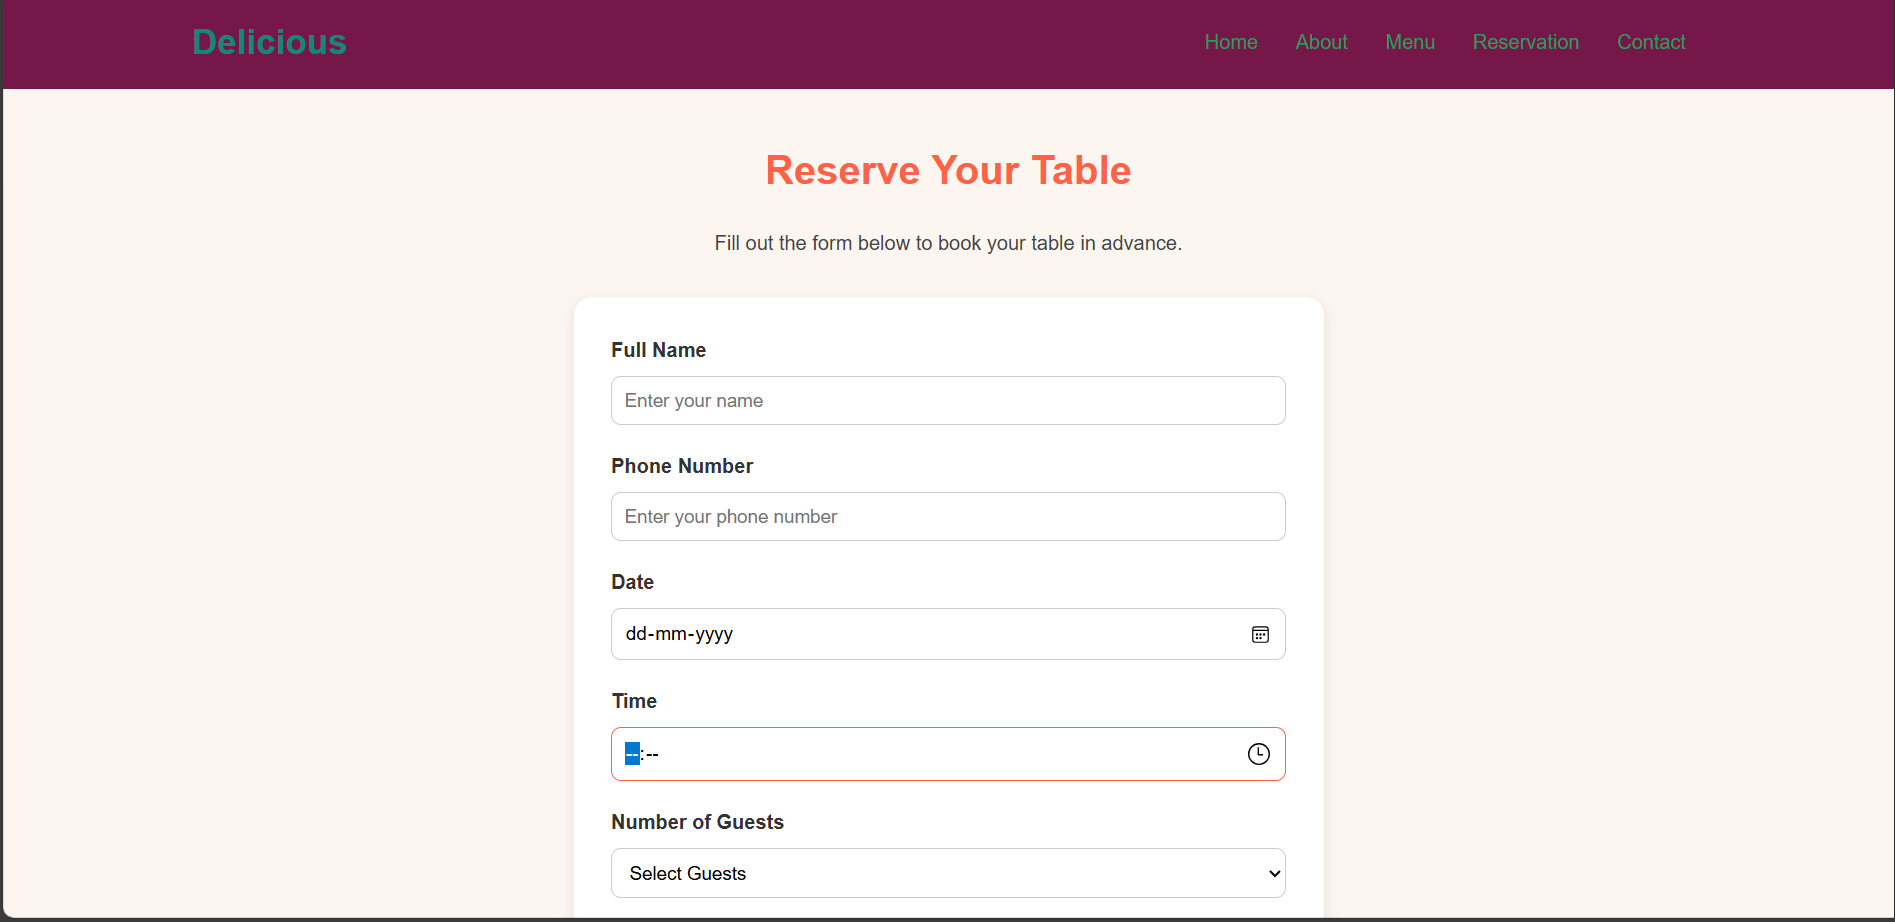 Delicious
Home About Menu Reservation Contact
Reserve Your Table
Fill out the form below to book your table in advance.
Full Name
Enter your name
Phone Number
Enter your phone number
Date
dd-mm-yyyy
Time
--:--
Number of Guests
Select Guests